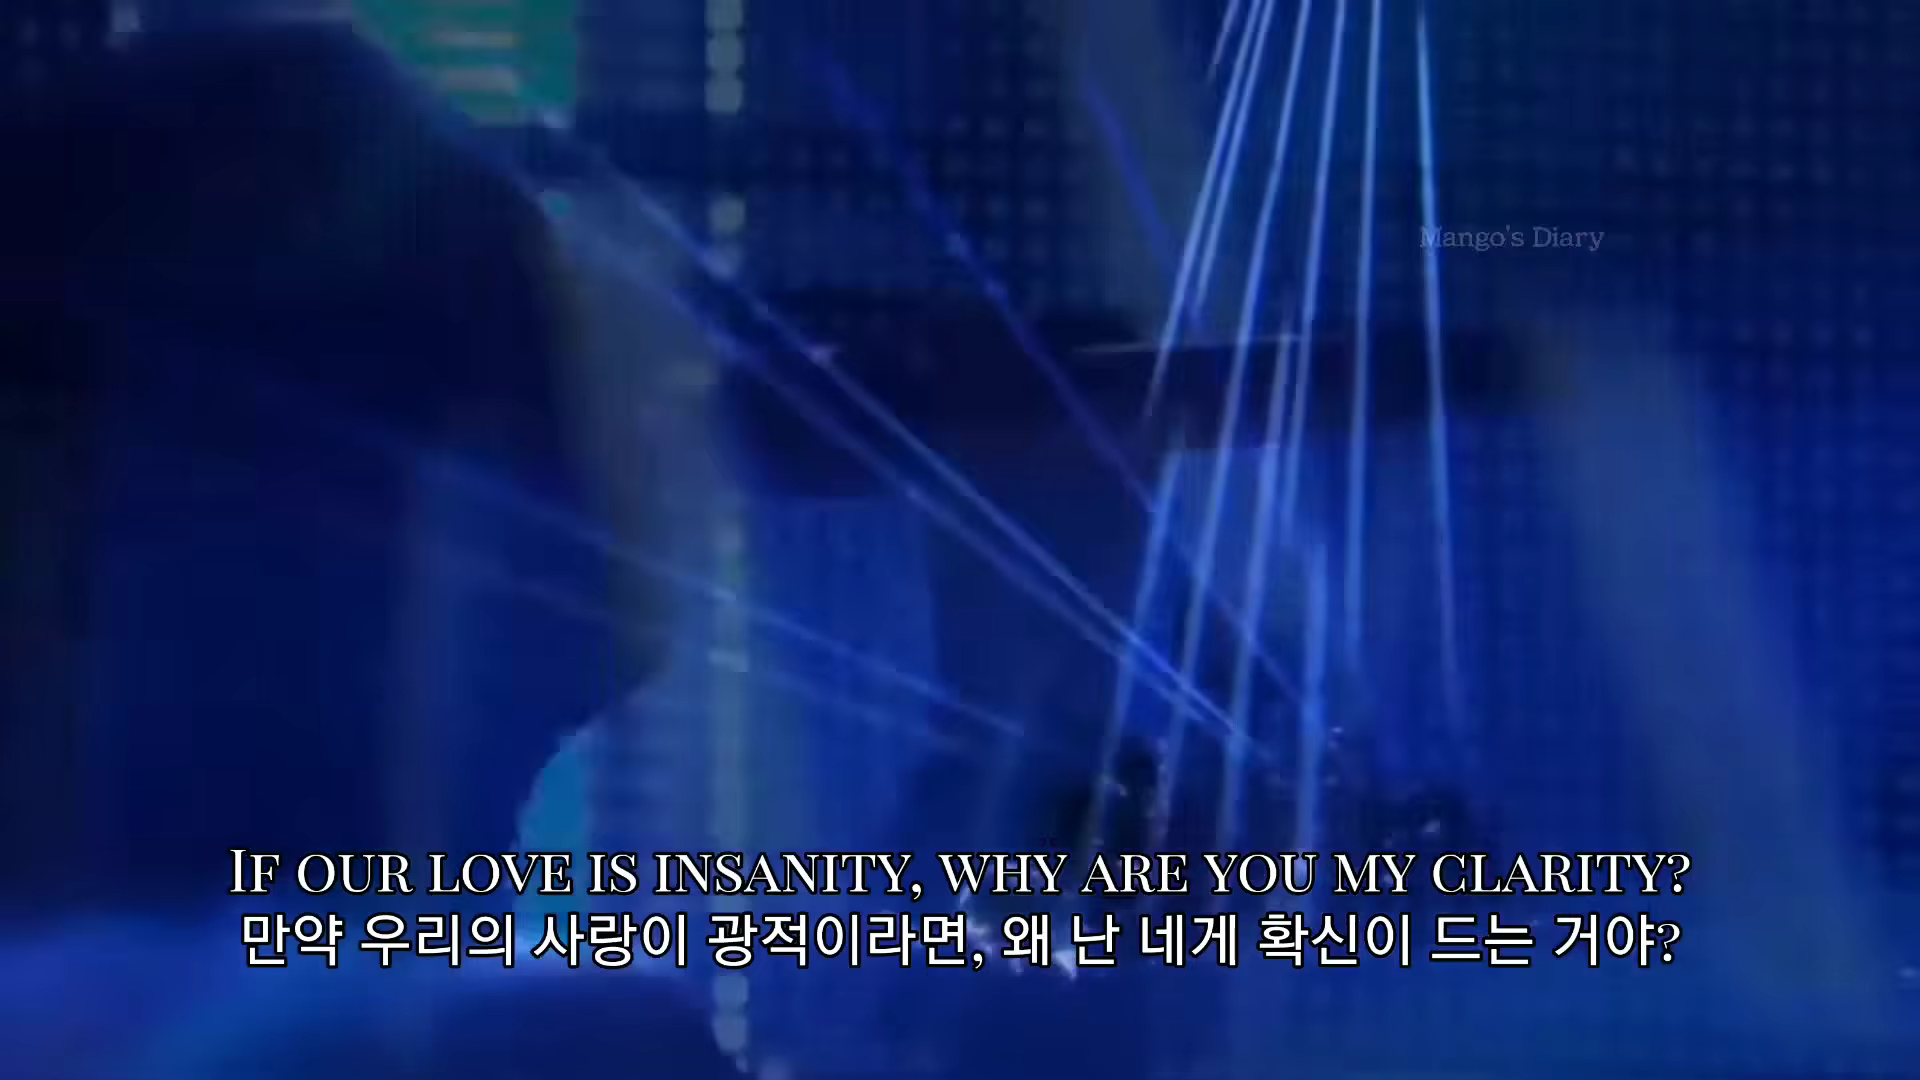 Mango's Diary
If our love is insanity, why are you my clarity?
만약 우리의 사랑이 광적이라면, 왜 난 네게 확신이 드는 거야?